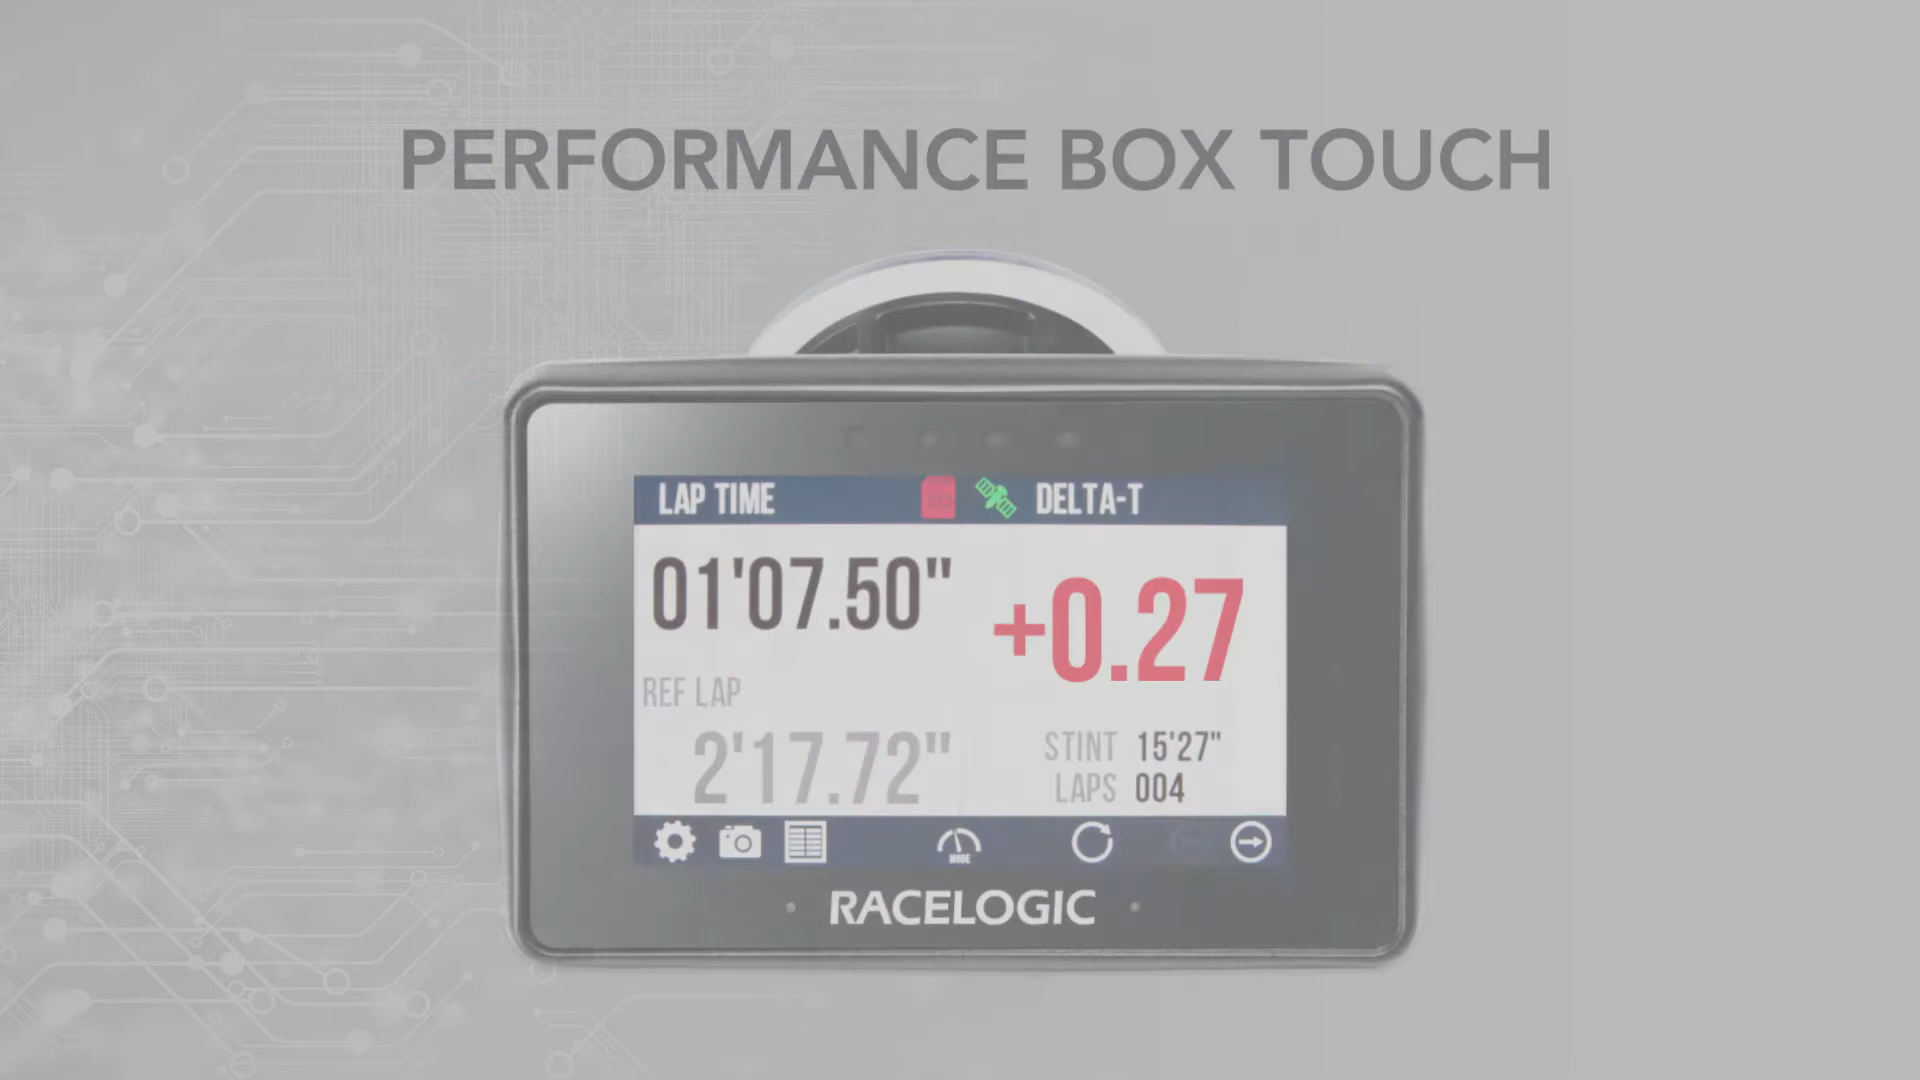 PERFORMANCE BOX TOUCH
LAP TIME
DELTA-T
01'07.50"
+0.27
REF LAP
2'17.72"
STINT 15'27"
LAPS 004
MODE
RACELOGIC